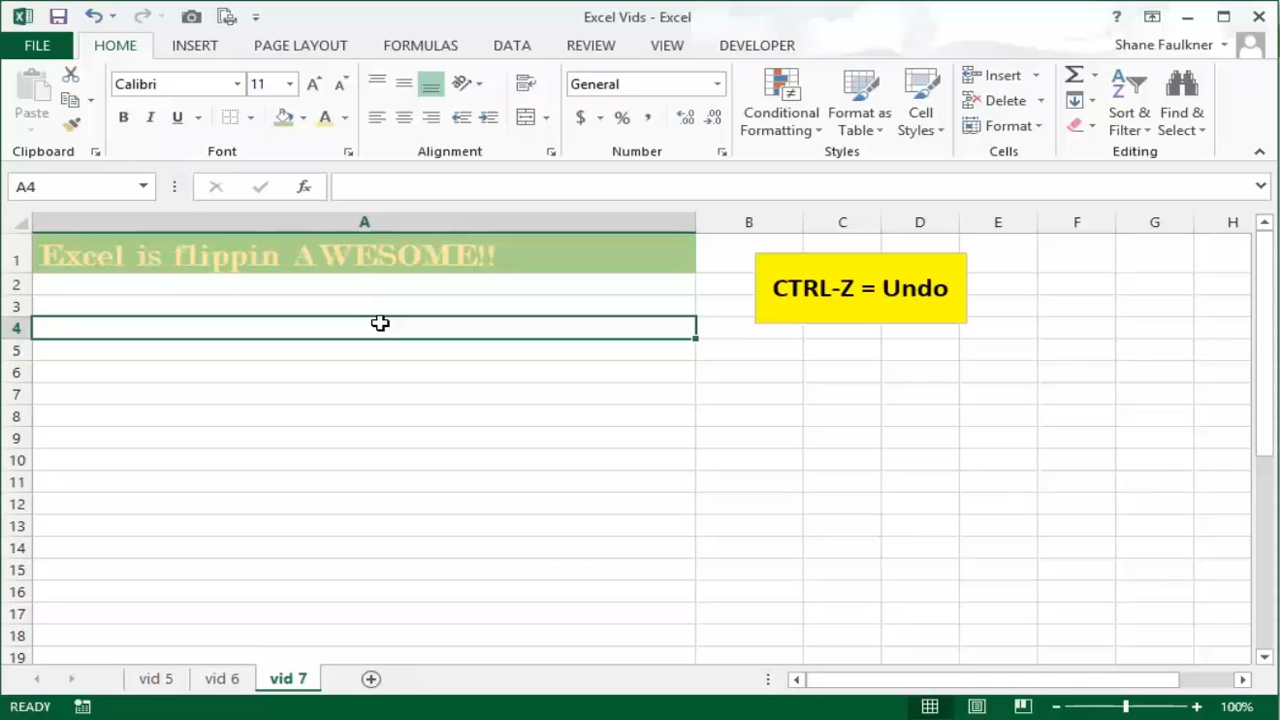 Excel Vids - Excel
?
FILE HOME INSERT PAGE LAYOUT FORMULAS DATA REVIEW VIEW DEVELOPER Shane Faulkner
Paste
Clipboard
Calibri 11
B I U A
Font
Alignment
General
$ % ,
Number
Conditional Formatting
Format as Table
Cell Styles
Styles
Insert
Delete
Format
Cells
Sort & Filter
Find & Select
Editing
A4 fx
A B C D E F G H
1 Excel is flippin AWESOME!!
CTRL-Z = Undo
2
3
4
5
6
7
8
9
10
11
12
13
14
15
16
17
18
19
vid 5 vid 6 vid 7
READY 100%